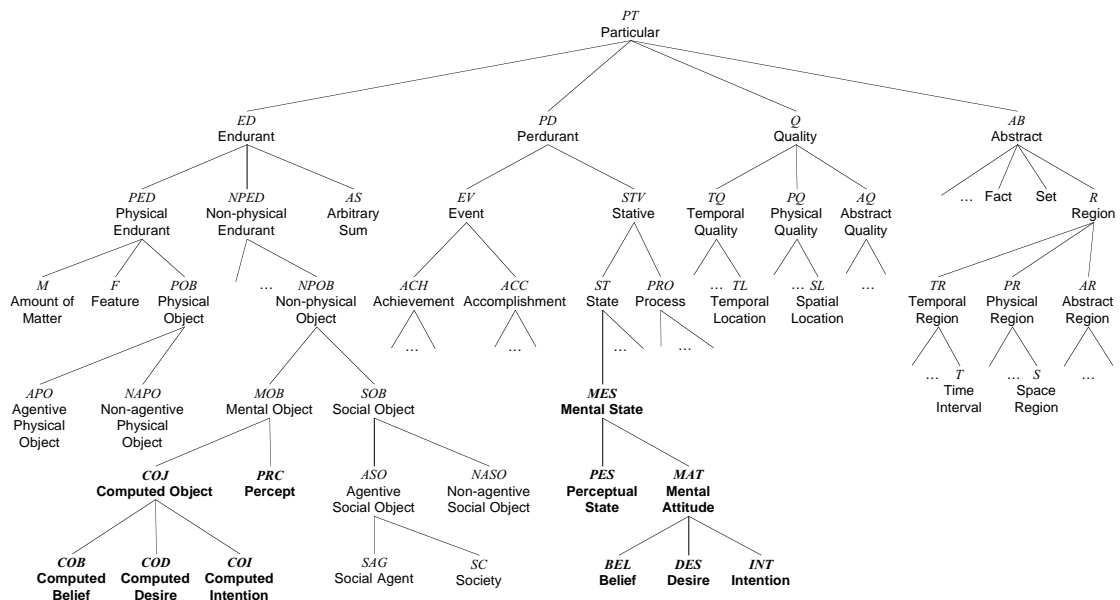 PT
Particular
ED
Endurant
PD
Perdurant
Q
Quality
AB
Abstract
PED
Physical
Endurant
NPED
Non-physical
Endurant
AS
Arbitrary
Sum
EV
Event
STV
Stative
TQ
Temporal
Quality
PQ
Physical
Quality
AQ
Abstract
Quality
...
Fact
Set
R
Region
M
Amount of
Matter
F
Feature
POB
Physical
Object
...
NPOB
Non-physical
Object
ACH
Achievement
...
ACC
Accomplishment
...
ST
State
...
PRO
Process
...
... TL
Temporal
Location
... SL
Spatial
Location
...
TR
Temporal
Region
PR
Physical
Region
AR
Abstract
Region
... T
Time
Interval
... S
Space
Region
...
APO
Agentive
Physical
Object
NAPO
Non-agentive
Physical
Object
MOB
Mental Object
SOB
Social Object
MES
Mental State
COJ
Computed Object
PRC
Percept
ASO
Agentive
Social Object
NASO
Non-agentive
Social Object
PES
Perceptual
State
MAT
Mental
Attitude
COB
Computed
Belief
COD
Computed
Desire
COI
Computed
Intention
SAG
Social Agent
SC
Society
BEL
Belief
DES
Desire
INT
Intention